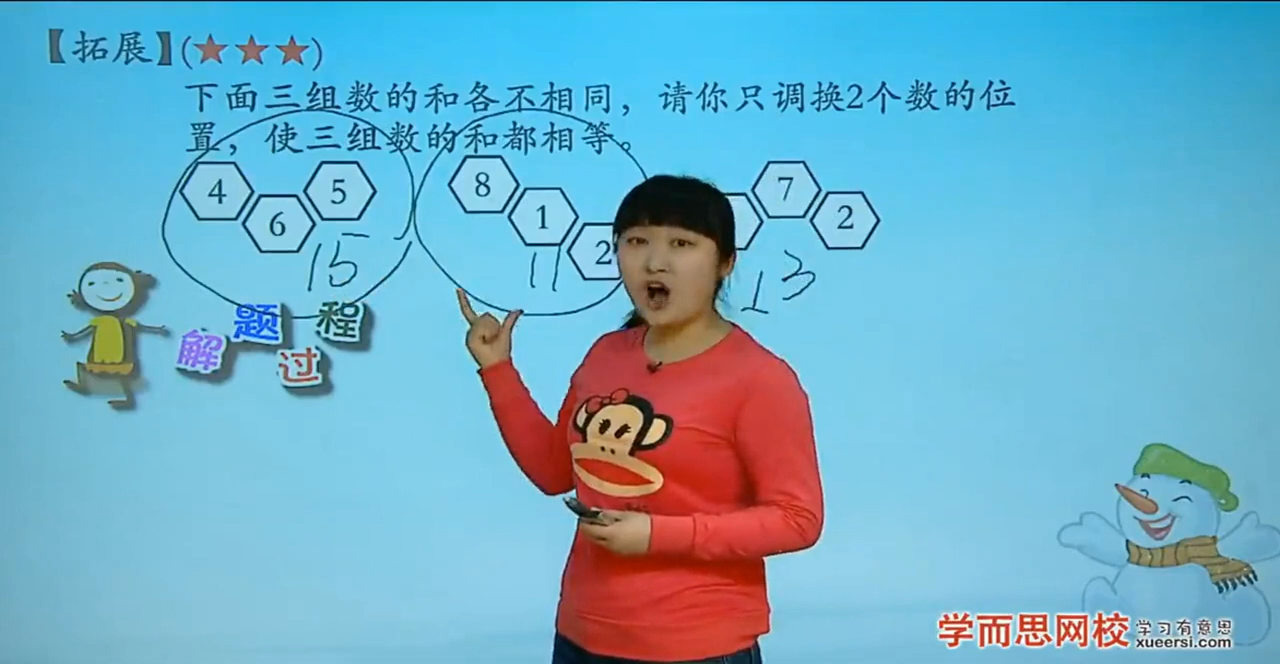 【拓展】(★★★)
下面三组数的和各不相同，请你只调换2个数的位
置，使三组数的和都相等。
4 6 5
8 1 2
7 2
15 11 13
解题过程
学而思网校 学习有意思
xueersi.com